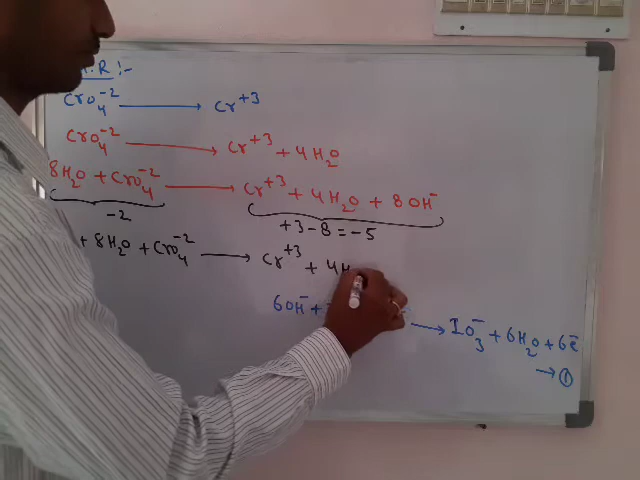 .R :-
CrO4^-2 → Cr^+3
CrO4^-2 → Cr^+3 + 4H2O
8H2O + CrO4^-2 → Cr^+3 + 4H2O + 8OH^-
-2
+3-8=-5
+ 8H2O + CrO4^-2 → Cr^+3 + 4H
6OH^- + → IO3^- + 6H2O + 6e^-
→ ①